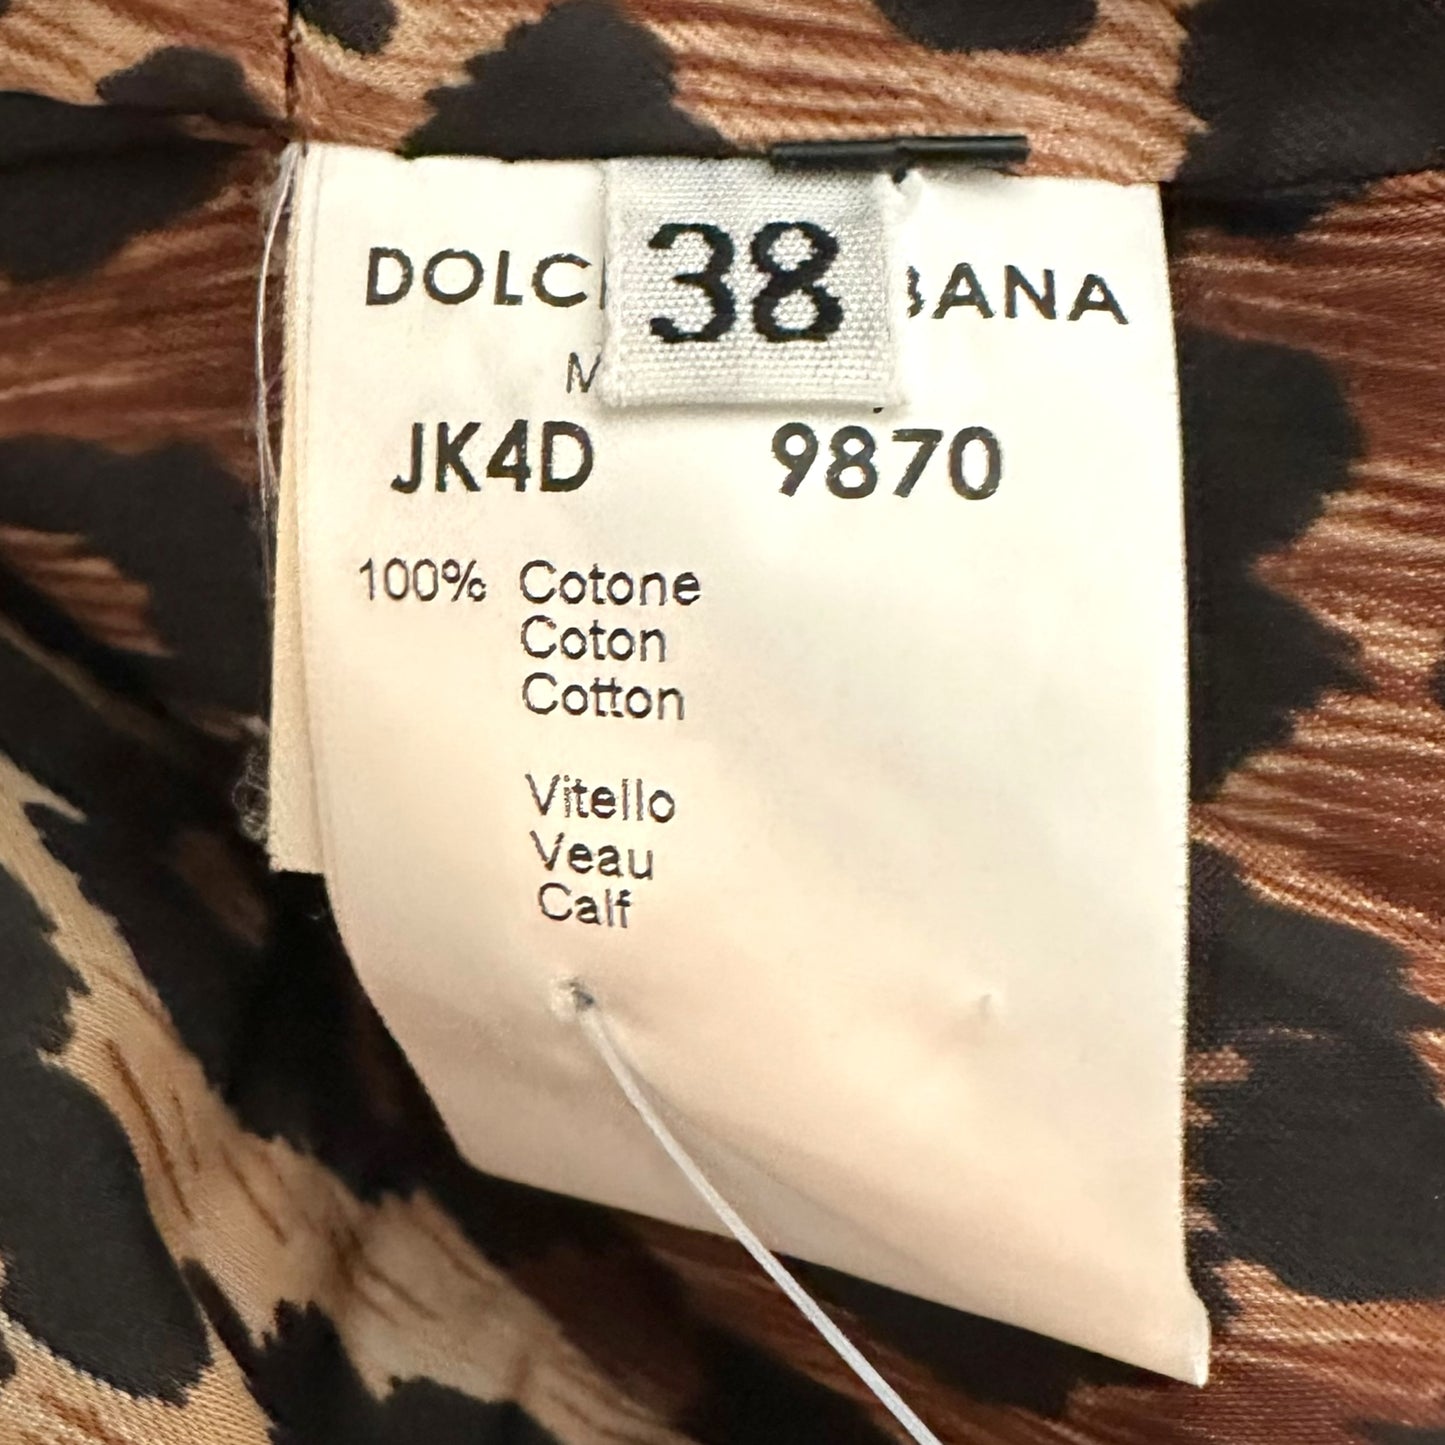 DOLC 38 BANA
M
JK4D 9870
100% Cotone
Coton
Cotton
Vitello
Veau
Calf